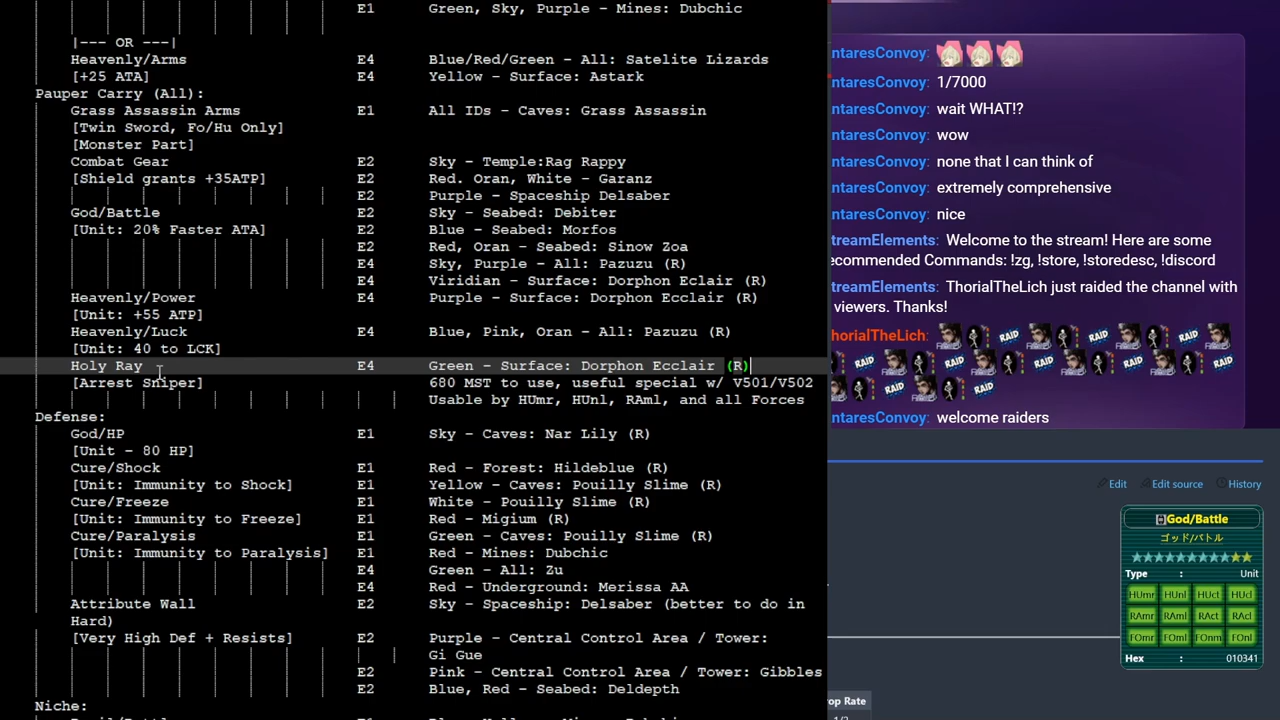 E1 Green, Sky, Purple - Mines: Dubchic
|--- OR ---|
Heavenly/Arms E4 Blue/Red/Green - All: Satelite Lizards
[+25 ATA] E4 Yellow - Surface: Astark
Pauper Carry (All):
Grass Assassin Arms E1 All IDs - Caves: Grass Assassin
[Twin Sword, Fo/Hu Only]
[Monster Part]
Combat Gear E2 Sky - Temple:Rag Rappy
[Shield grants +35ATP] E2 Red. Oran, White - Garanz
E2 Purple - Spaceship Delsaber
God/Battle E2 Sky - Seabed: Debiter
[Unit: 20% Faster ATA] E2 Blue - Seabed: Morfos
E2 Red, Oran - Seabed: Sinow Zoa
E4 Sky, Purple - All: Pazuzu (R)
E4 Viridian - Surface: Dorphon Eclair (R)
Heavenly/Power E4 Purple - Surface: Dorphon Ecclair (R)
[Unit: +55 ATP]
Heavenly/Luck E4 Blue, Pink, Oran - All: Pazuzu (R)
[Unit: 40 to LCK]
Holy Ray E4 Green - Surface: Dorphon Ecclair (R)
[Arrest Sniper] 680 MST to use, useful special w/ V501/V502
Usable by HUmr, HUnl, RAml, and all Forces
Defense:
God/HP E1 Sky - Caves: Nar Lily (R)
[Unit - 80 HP]
Cure/Shock E1 Red - Forest: Hildeblue (R)
[Unit: Immunity to Shock] E1 Yellow - Caves: Pouilly Slime (R)
Cure/Freeze E1 White - Pouilly Slime (R)
[Unit: Immunity to Freeze] E1 Red - Migium (R)
Cure/Paralysis E1 Green - Caves: Pouilly Slime (R)
[Unit: Immunity to Paralysis] E1 Red - Mines: Dubchic
E4 Green - All: Zu
E4 Red - Underground: Merissa AA
Attribute Wall E2 Sky - Spaceship: Delsaber (better to do in
Hard)
[Very High Def + Resists] E2 Purple - Central Control Area / Tower:
Gi Gue
E2 Pink - Central Control Area / Tower: Gibbles
E2 Blue, Red - Seabed: Deldepth
Niche:
ntaresConvoy:
ntaresConvoy: 1/7000
ntaresConvoy: wait WHAT!?
ntaresConvoy: wow
ntaresConvoy: none that I can think of
ntaresConvoy: extremely comprehensive
ntaresConvoy: nice
treamElements: Welcome to the stream! Here are some
ecommended Commands: !zg, !store, !storedesc, !discord
treamElements: ThorialTheLich just raided the channel with
viewers. Thanks!
horialTheLich: RAID RAID RAID
RAID RAID RAID RAID
RAID RAID
ntaresConvoy: welcome raiders
Edit Edit source History
God/Battle
ゴッド/バトル
★★★★★★★★★★★
Type : Unit
HUmr HUnl HUct HUcl
RAmr RAml RAct RAcl
FOmr FOml FOnm FOnl
Hex : 010341
op Rate